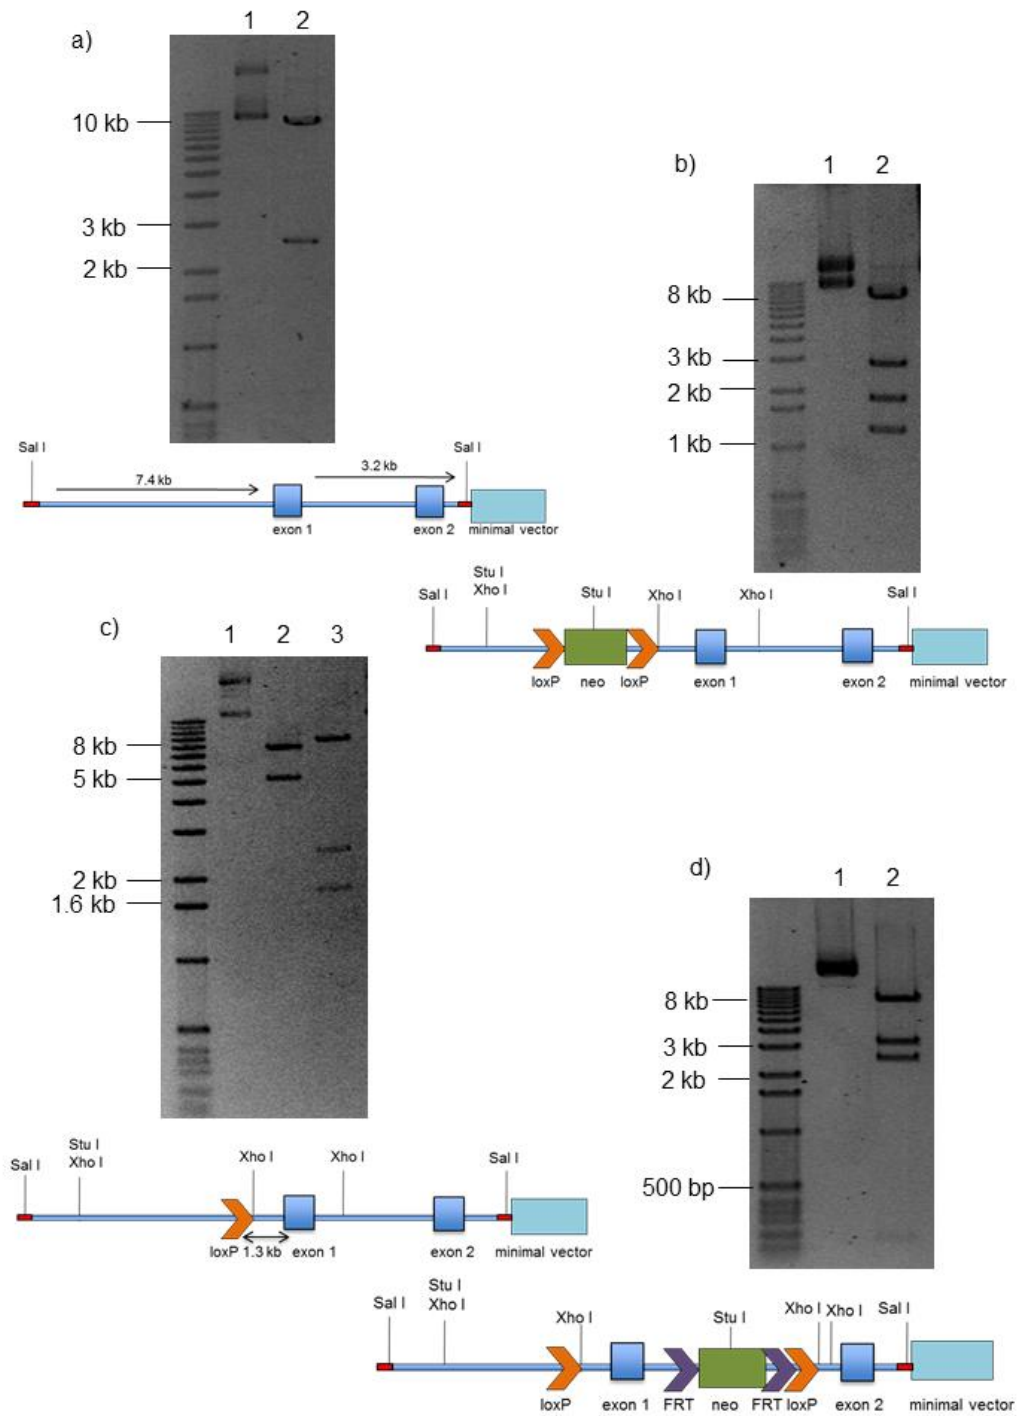 a)
1 2
10 kb
3 kb
2 kb
Sal I Sal I
7.4 kb 3.2 kb
exon 1 exon 2 minimal vector
b)
1 2
8 kb
3 kb
2 kb
1 kb
Stu I
Sal I Xho I Stu I Xho I Xho I Sal I
loxP neo loxP exon 1 exon 2 minimal vector
c)
1 2 3
8 kb
5 kb
2 kb
1.6 kb
Stu I
Sal I Xho I Xho I Xho I Sal I
loxP 1.3 kb exon 1 exon 2 minimal vector
d)
1 2
8 kb
3 kb
2 kb
500 bp
Stu I
Sal I Xho I Xho I Stu I Xho I Xho I Sal I
loxP exon 1 FRT neo FRT loxP exon 2 minimal vector